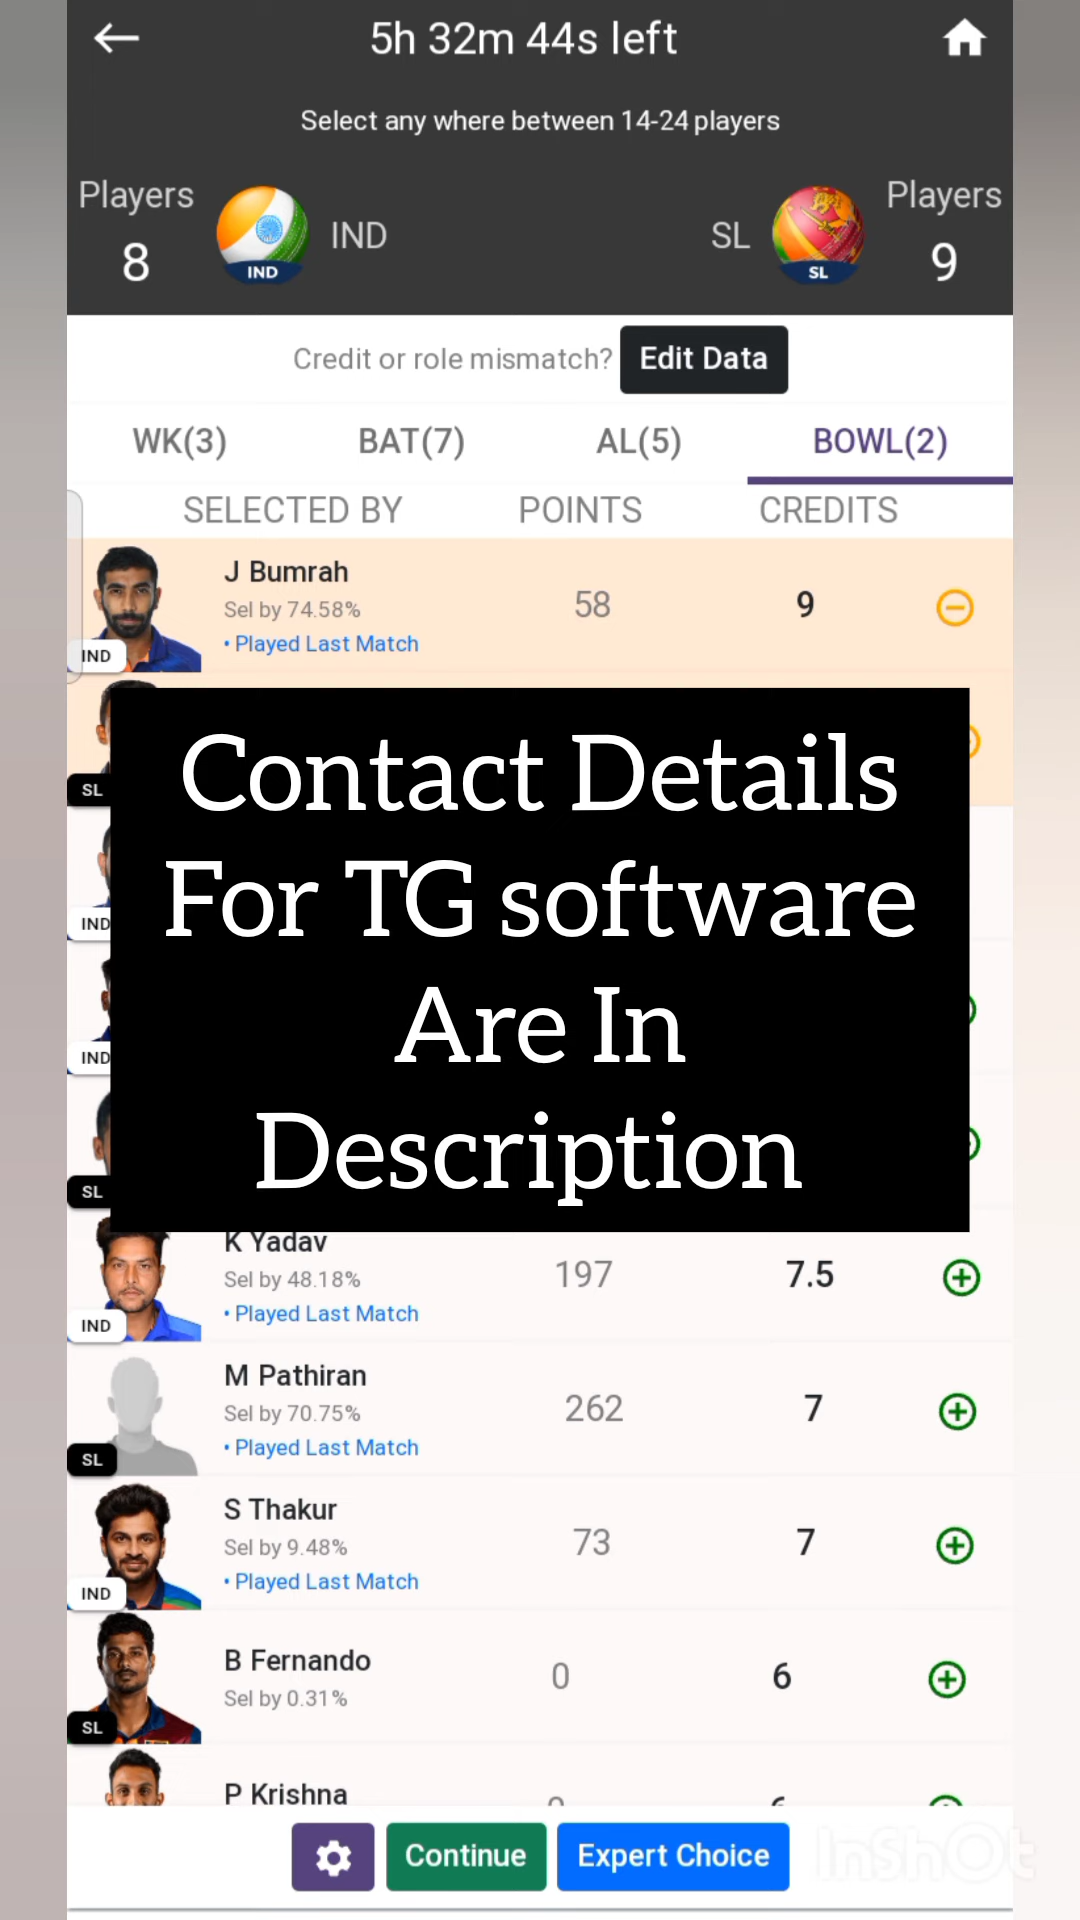 5h 32m 44s left
Select any where between 14-24 players
Players
8
IND
IND
SL
SL
Players
9
Credit or role mismatch? Edit Data
WK(3) BAT(7) AL(5) BOWL(2)
SELECTED BY POINTS CREDITS
J Bumrah
Sel by 74.58%
58 9
• Played Last Match
IND
SL
IND
IND
SL
Contact Details
For TG software
Are In
Description
K Yadav
Sel by 48.18%
197 7.5
• Played Last Match
IND
M Pathiran
Sel by 70.75%
262 7
• Played Last Match
SL
S Thakur
Sel by 9.48%
73 7
• Played Last Match
IND
B Fernando
Sel by 0.31%
0 6
SL
P Krishna
Continue
Expert Choice
InShOt